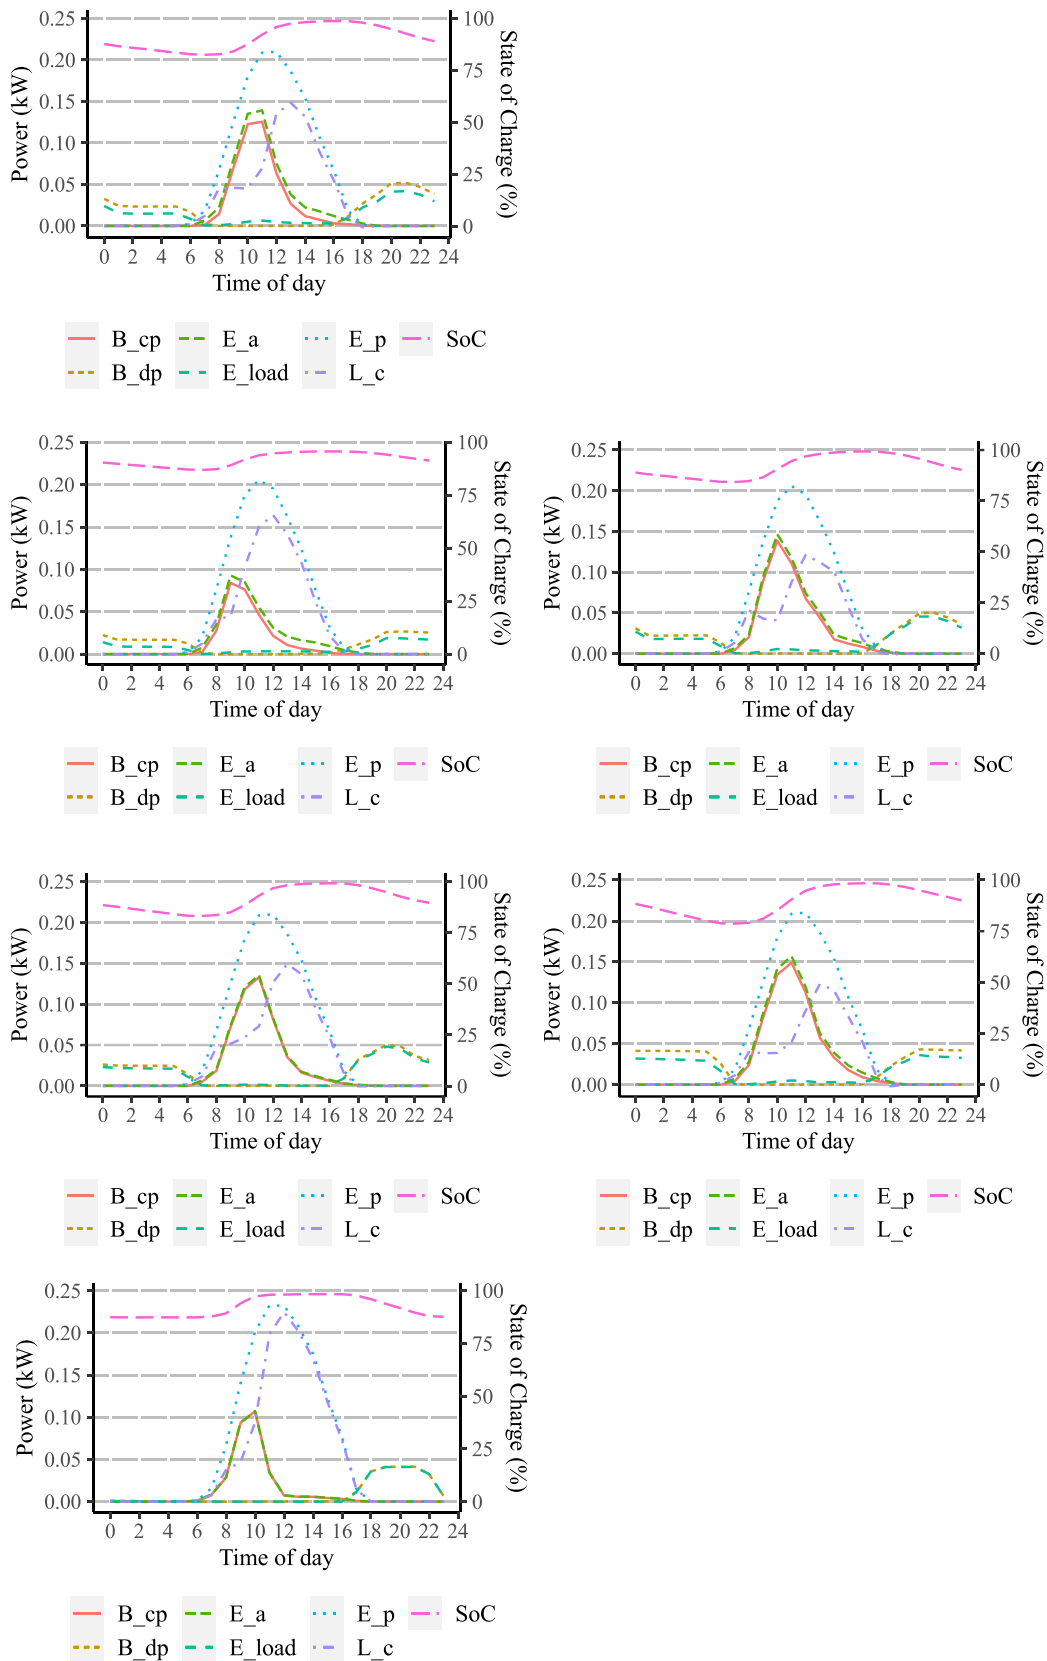 0.25
0.20
0.15
0.10
0.05
0.00
Power (kW)
100
75
50
25
0
State of Charge (%)
0 2 4 6 8 10 12 14 16 18 20 22 24
Time of day
B_cp E_a E_p SoC
B_dp E_load L_c
0.25
0.20
0.15
0.10
0.05
0.00
Power (kW)
100
75
50
25
0
State of Charge (%)
0 2 4 6 8 10 12 14 16 18 20 22 24
Time of day
B_cp E_a E_p SoC
B_dp E_load L_c
0.25
0.20
0.15
0.10
0.05
0.00
Power (kW)
100
75
50
25
0
State of Charge (%)
0 2 4 6 8 10 12 14 16 18 20 22 24
Time of day
B_cp E_a E_p SoC
B_dp E_load L_c
0.25
0.20
0.15
0.10
0.05
0.00
Power (kW)
100
75
50
25
0
State of Charge (%)
0 2 4 6 8 10 12 14 16 18 20 22 24
Time of day
B_cp E_a E_p SoC
B_dp E_load L_c
0.25
0.20
0.15
0.10
0.05
0.00
Power (kW)
100
75
50
25
0
State of Charge (%)
0 2 4 6 8 10 12 14 16 18 20 22 24
Time of day
B_cp E_a E_p SoC
B_dp E_load L_c
0.25
0.20
0.15
0.10
0.05
0.00
Power (kW)
100
75
50
25
0
State of Charge (%)
0 2 4 6 8 10 12 14 16 18 20 22 24
Time of day
B_cp E_a E_p SoC
B_dp E_load L_c